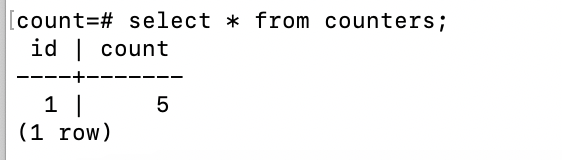 [count=# select * from counters;
 id | count
----+-------
  1 |     5
(1 row)